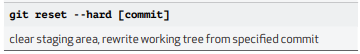 git reset --hard [commit]
clear staging area, rewrite working tree from specified commit